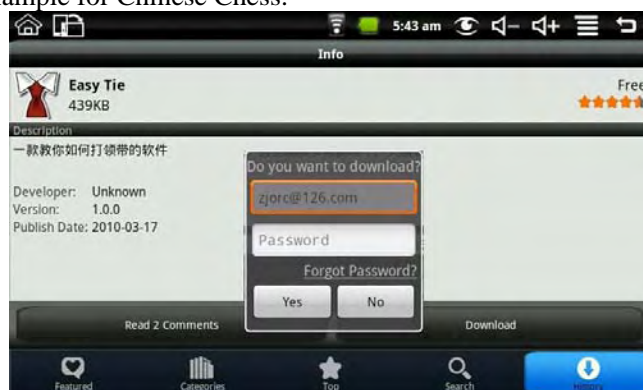 ample for Chinese Chess.
5:43 am
Info
Easy Tie
439KB
Free
Description
一款教你如何打领带的软件
Developer: Unknown
Version: 1.0.0
Publish Date: 2010-03-17
Do you want to download?
zjorc@126.com
Password
Forgot Password?
Yes No
Read 2 Comments
Download
Featured Categories Top Search History